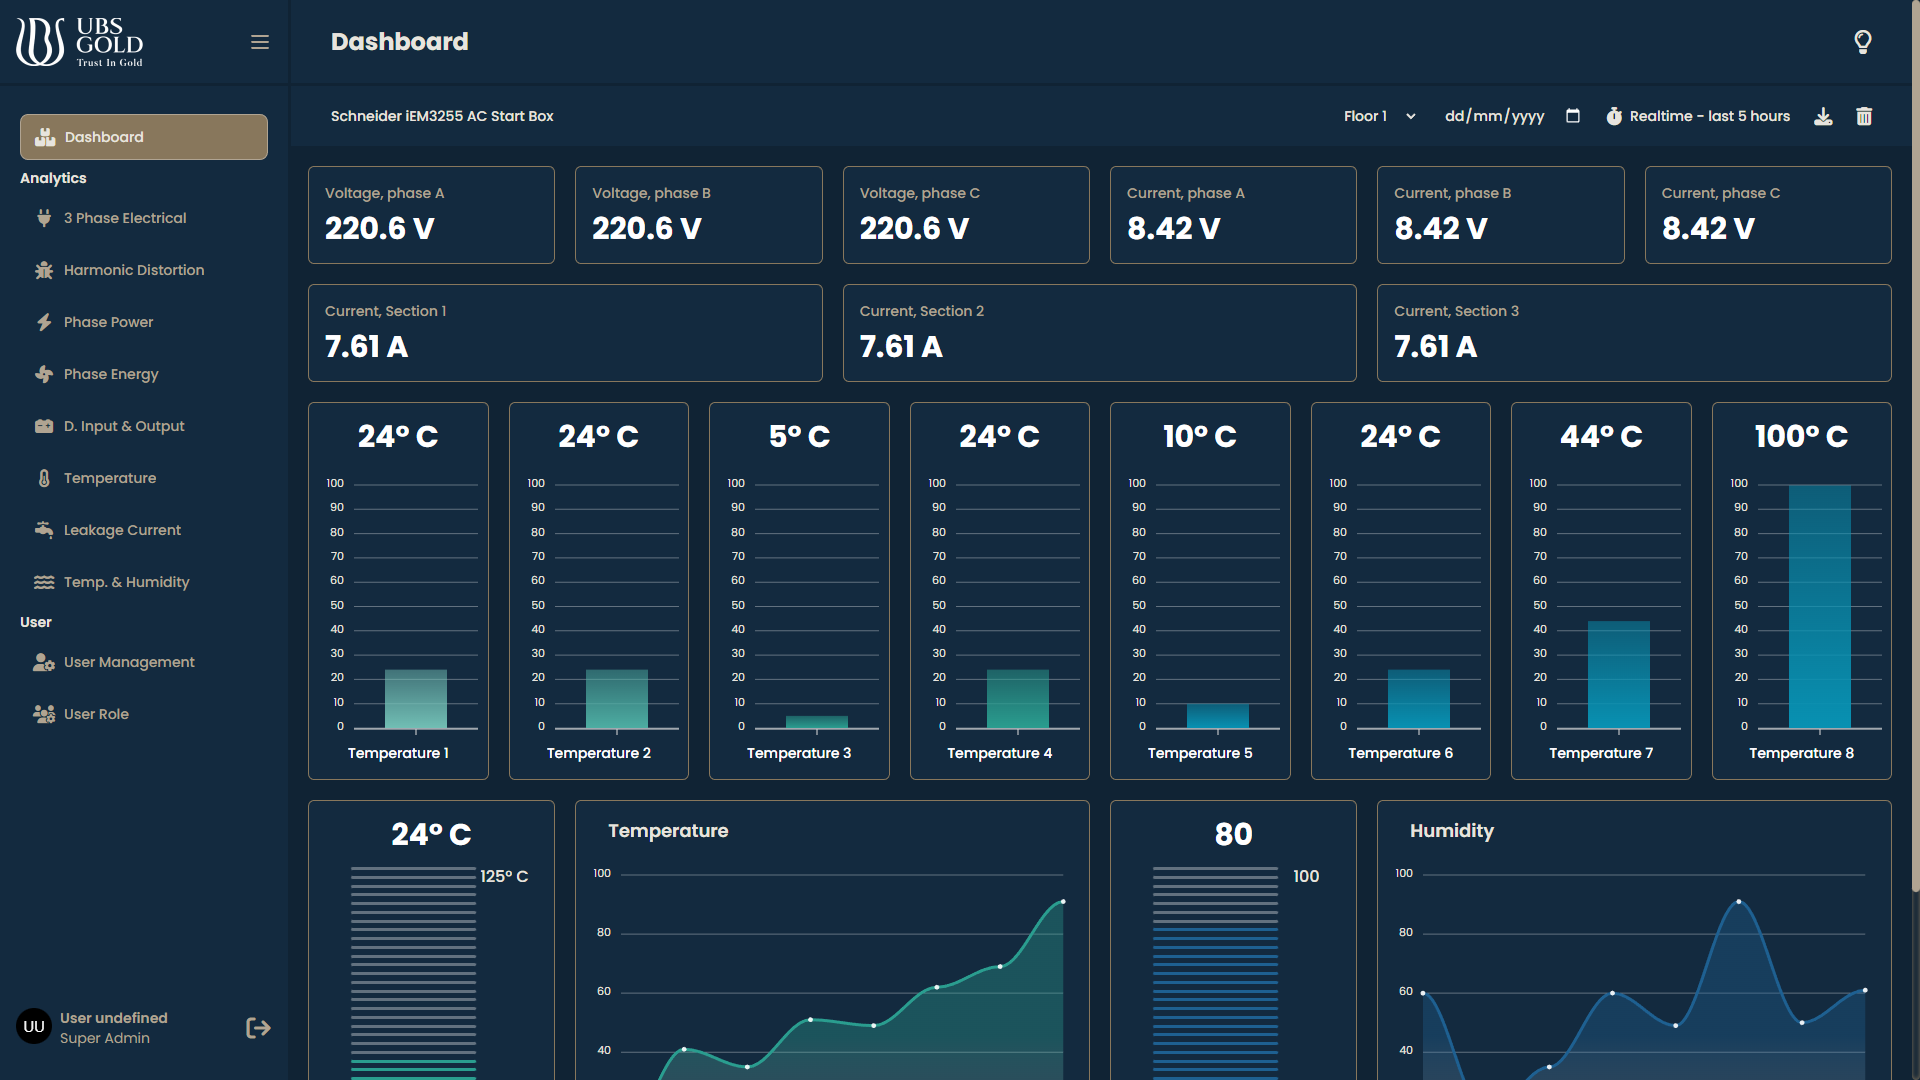 UBS
GOLD
Trust In Gold
Dashboard
Dashboard
Analytics
3 Phase Electrical
Harmonic Distortion
Phase Power
Phase Energy
D. Input & Output
Temperature
Leakage Current
Temp. & Humidity
User
User Management
User Role
UU
User undefined
Super Admin
Schneider iEM3255 AC Start Box
Floor 1
dd/mm/yyyy
Realtime - last 5 hours
Voltage, phase A
220.6 V
Voltage, phase B
220.6 V
Voltage, phase C
220.6 V
Current, phase A
8.42 V
Current, phase B
8.42 V
Current, phase C
8.42 V
Current, Section 1
7.61 A
Current, Section 2
7.61 A
Current, Section 3
7.61 A
24° C
100
90
80
70
60
50
40
30
20
10
0
Temperature 1
24° C
100
90
80
70
60
50
40
30
20
10
0
Temperature 2
5° C
100
90
80
70
60
50
40
30
20
10
0
Temperature 3
24° C
100
90
80
70
60
50
40
30
20
10
0
Temperature 4
10° C
100
90
80
70
60
50
40
30
20
10
0
Temperature 5
24° C
100
90
80
70
60
50
40
30
20
10
0
Temperature 6
44° C
100
90
80
70
60
50
40
30
20
10
0
Temperature 7
100° C
100
90
80
70
60
50
40
30
20
10
0
Temperature 8
24° C
125° C
Temperature
100
80
60
40
80
100
Humidity
100
80
60
40